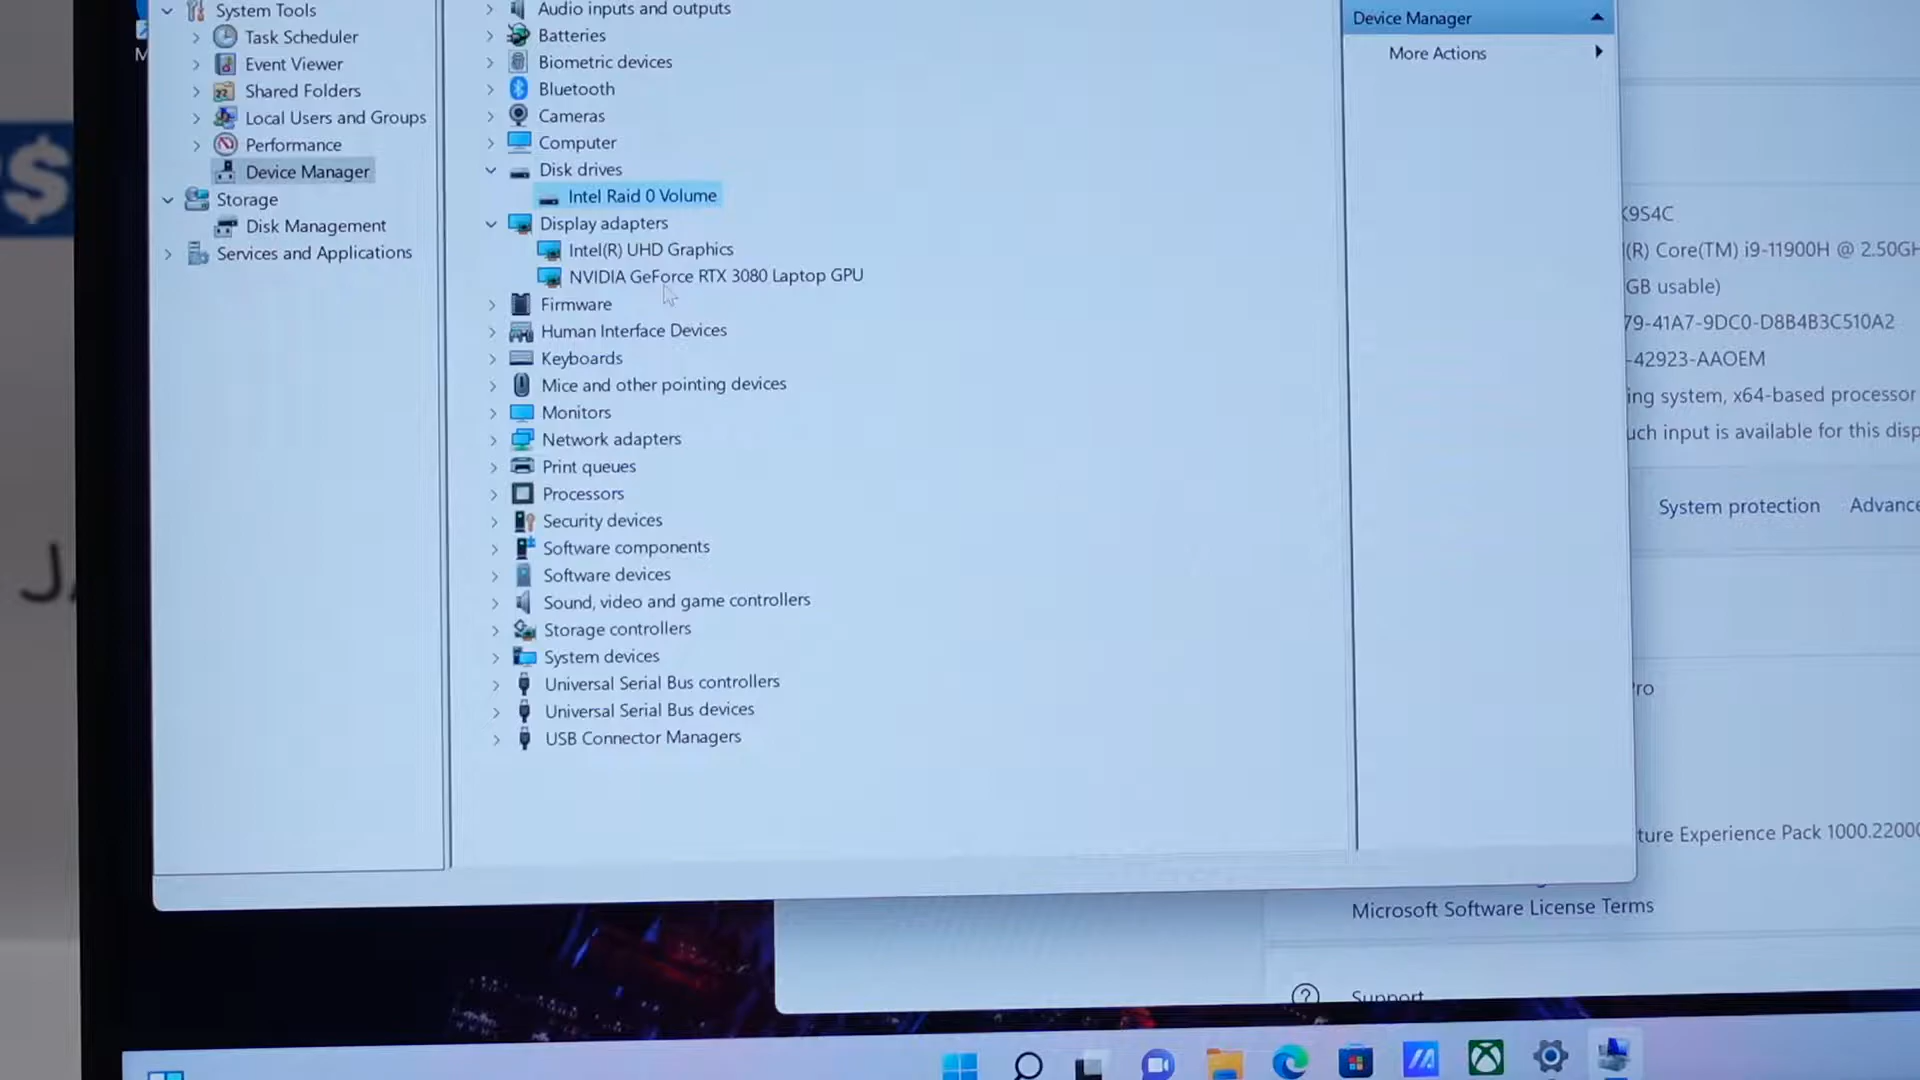 System Tools
Task Scheduler
Event Viewer
Shared Folders
Local Users and Groups
Performance
Device Manager
Storage
Disk Management
Services and Applications
Audio inputs and outputs
Batteries
Biometric devices
Bluetooth
Cameras
Computer
Disk drives
Intel Raid 0 Volume
Display adapters
Intel(R) UHD Graphics
NVIDIA GeForce RTX 3080 Laptop GPU
Firmware
Human Interface Devices
Keyboards
Mice and other pointing devices
Monitors
Network adapters
Print queues
Processors
Security devices
Software components
Software devices
Sound, video and game controllers
Storage controllers
System devices
Universal Serial Bus controllers
Universal Serial Bus devices
USB Connector Managers
Device Manager
More Actions
K9S4C
l(R) Core(TM) i9-11900H @ 2.50GH
GB usable)
79-41A7-9DC0-D8B4B3C510A2
-42923-AAOEM
ing system, x64-based processor
uch input is available for this disp
System protection Advance
ro
ture Experience Pack 1000.22000
Microsoft Software License Terms
Support
M
$
J